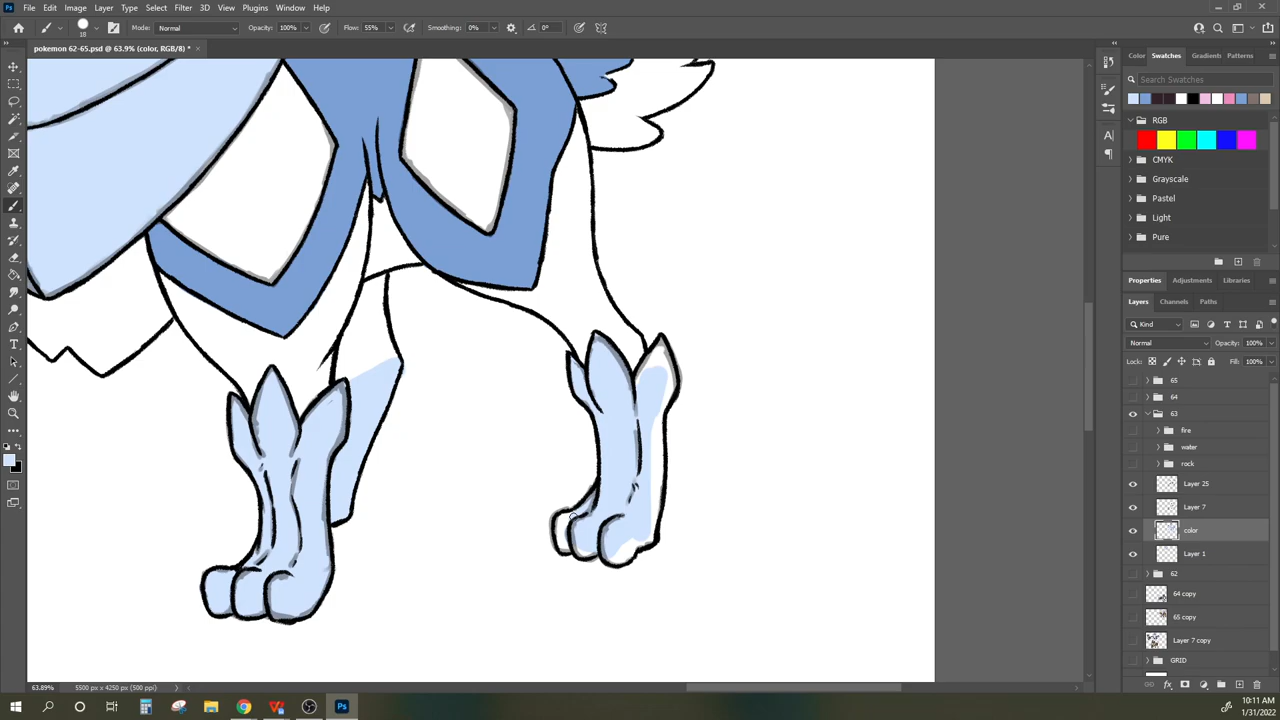 File Edit Image Layer Type Select Filter 3D View Plugins Window Help
18 Mode: Normal Opacity: 100% Flow: 55% Smoothing: 0% 0°
pokemon 62-65.psd @ 63.9% (color, RGB/8) *
Color Swatches Gradients Patterns
Search Swatches
RGB
CMYK
Grayscale
Pastel
Light
Pure
Properties Adjustments Libraries
Layers Channels Paths
Kind
Normal Opacity: 100%
Lock: Fill: 100%
65
64
63
fire
water
rock
Layer 25
Layer 7
color
Layer 1
62
64 copy
65 copy
Layer 7 copy
GRID
63.89% 5500 px x 4250 px (500 ppi)
10:11 AM
1/31/2022